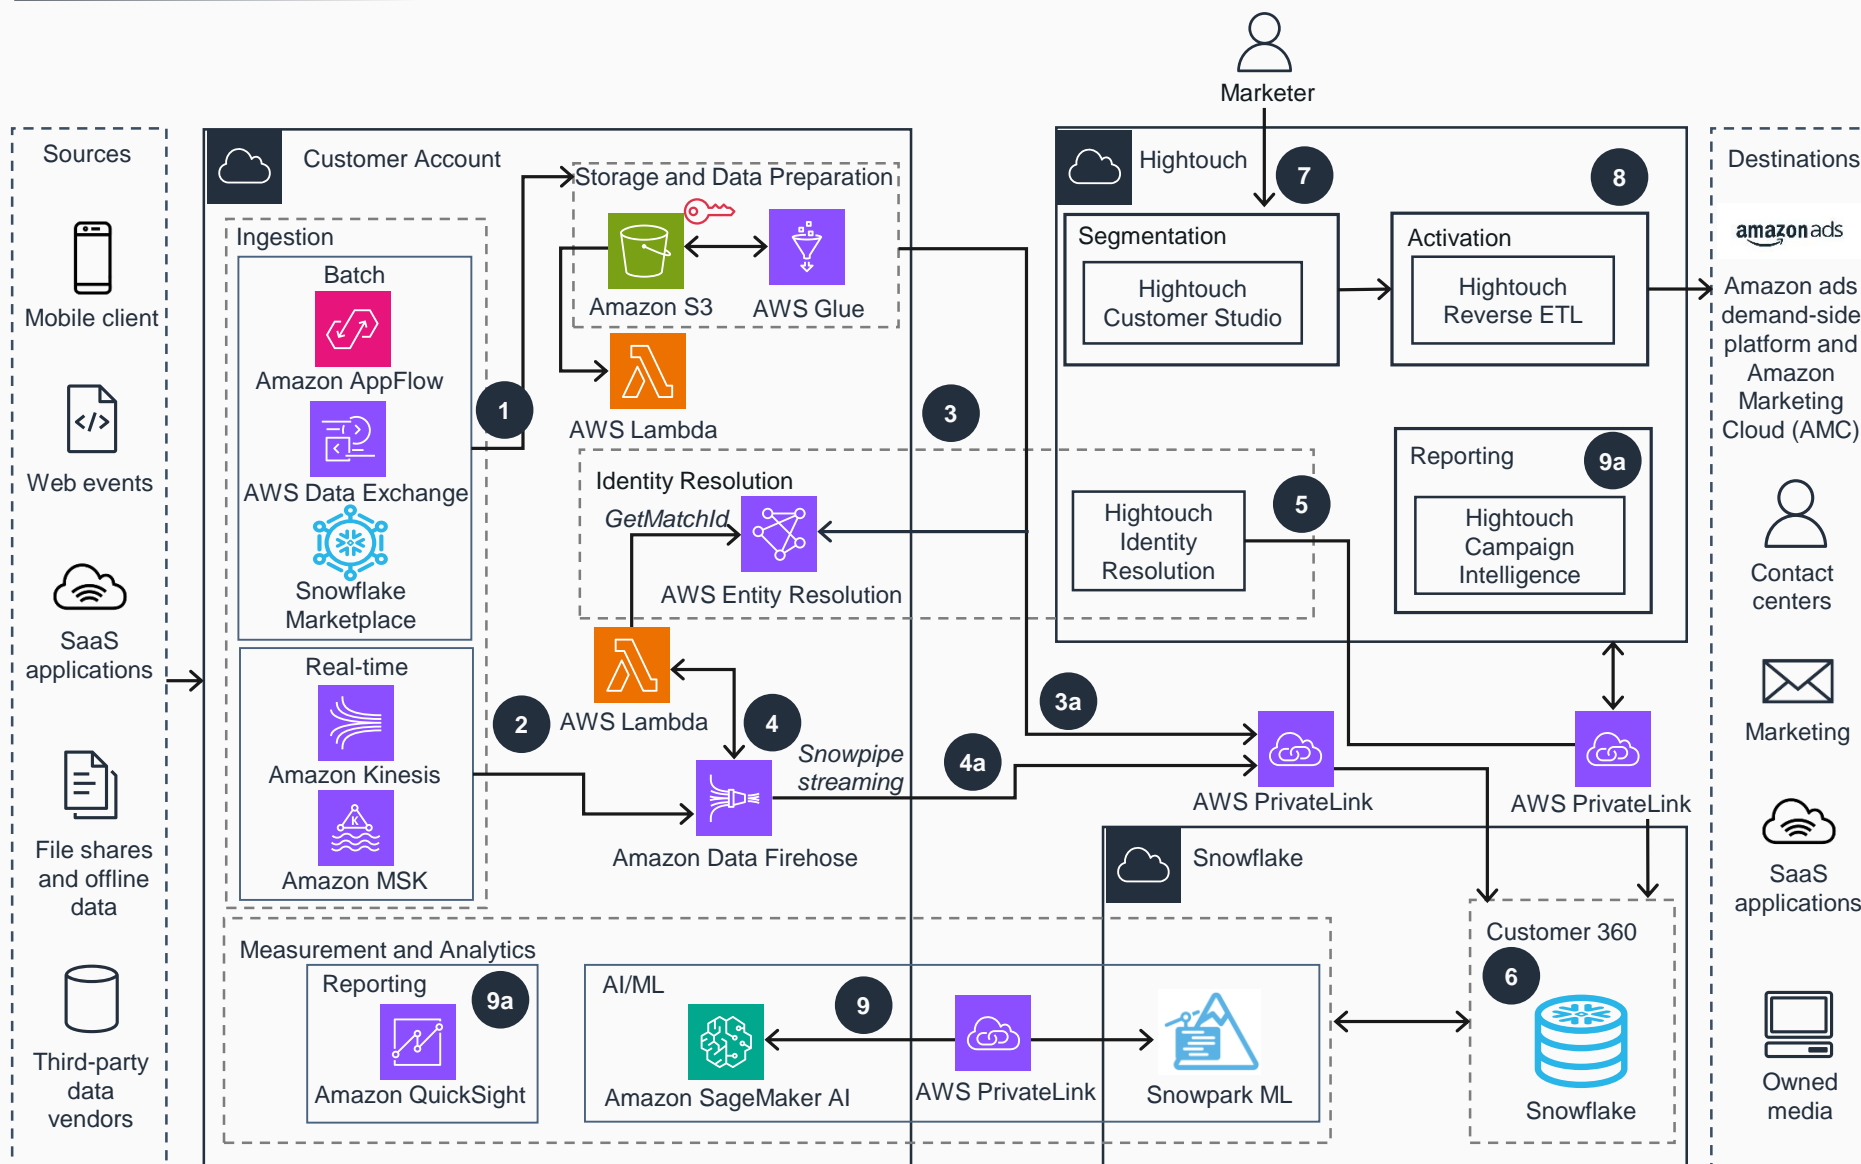 Marketer
Sources
Mobile client
Web events
SaaS
applications
File shares
and offline
data
Third-party
data
vendors
Customer Account
Ingestion
Batch
Amazon AppFlow
AWS Data Exchange
Snowflake
Marketplace
Real-time
Amazon Kinesis
K
Amazon MSK
1
2
Storage and Data Preparation
Amazon S3
AWS Glue
AWS Lambda
3
Identity Resolution
GetMatchId
AWS Entity Resolution
AWS Lambda
4
Snowpipe
streaming
Amazon Data Firehose
4a
3a
AWS PrivateLink
AWS PrivateLink
Hightouch
7
8
Segmentation
Hightouch
Customer Studio
Activation
Hightouch
Reverse ETL
Hightouch
Identity
Resolution
5
Reporting
9a
Hightouch
Campaign
Intelligence
Measurement and Analytics
Reporting
9a
Amazon QuickSight
AI/ML
9
Amazon SageMaker AI
AWS PrivateLink
Snowpark ML
Snowflake
Customer 360
6
Snowflake
Destinations
amazon ads
Amazon ads
demand-side
platform and
Amazon
Marketing
Cloud (AMC)
Contact
centers
Marketing
SaaS
applications
Owned
media